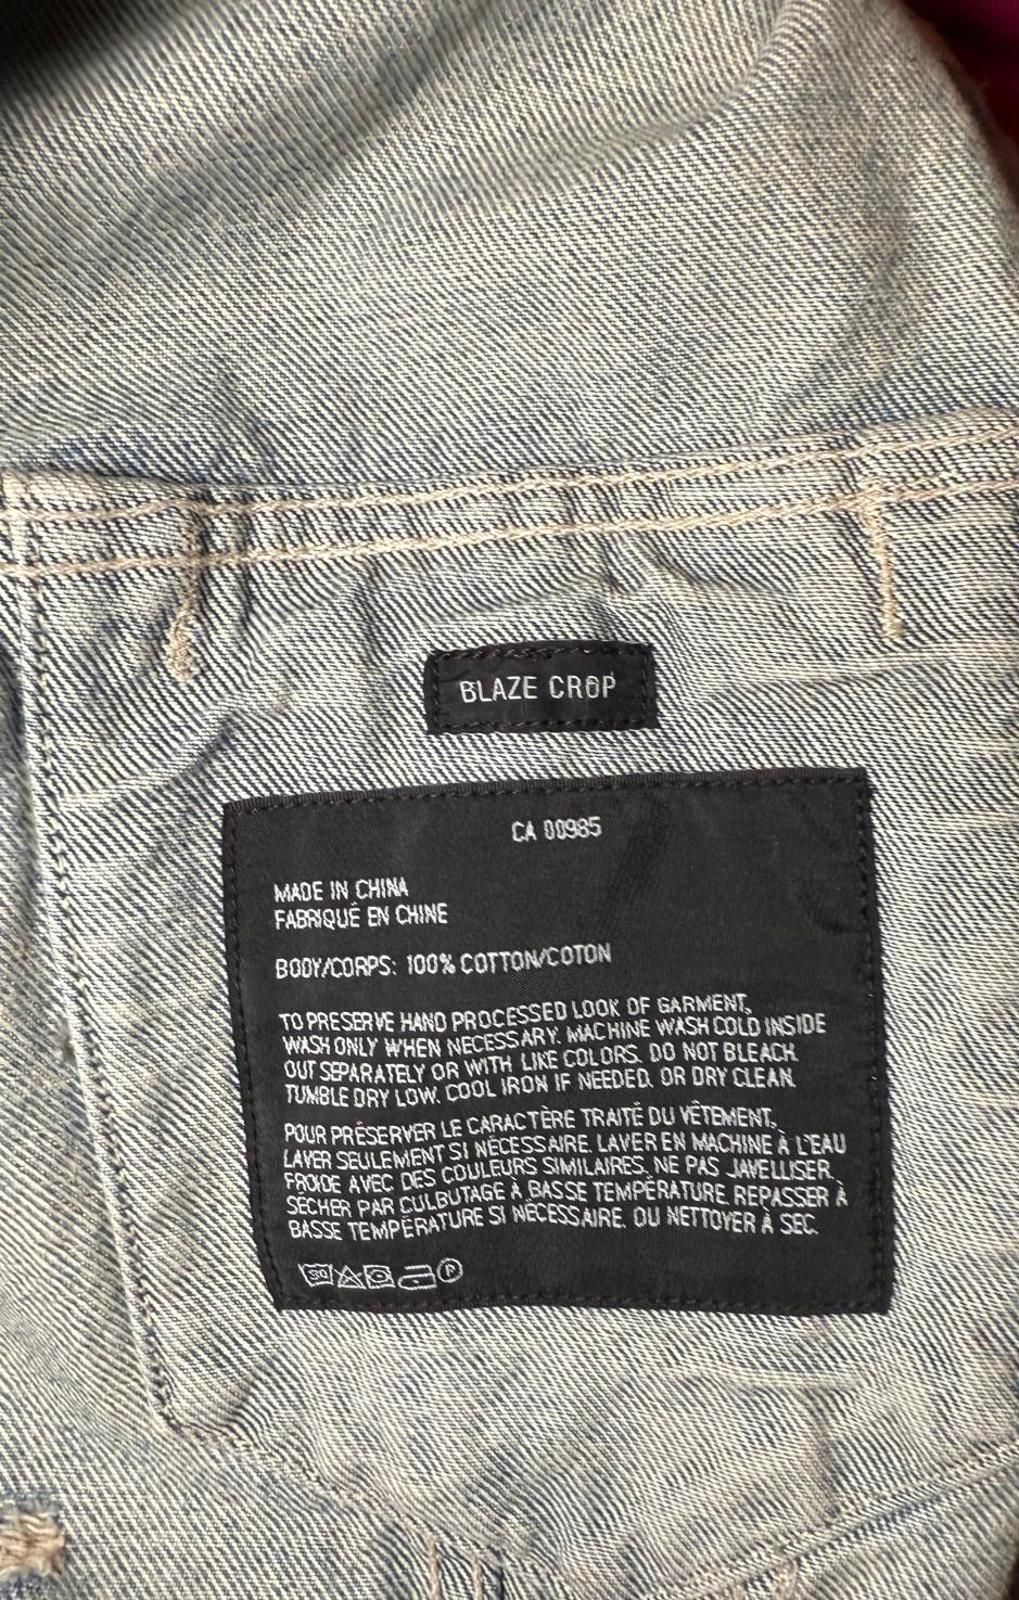 BLAZE CROP
CA 00985
MADE IN CHINA
FABRIQUÉ EN CHINE
BODY/CORPS: 100% COTTON/COTON
TO PRESERVE HAND PROCESSED LOOK OF GARMENT,
WASH ONLY WHEN NECESSARY. MACHINE WASH COLD INSIDE
OUT SEPARATELY OR WITH LIKE COLORS. DO NOT BLEACH.
TUMBLE DRY LOW. COOL IRON IF NEEDED. OR DRY CLEAN.
POUR PRÉSERVER LE CARACTÈRE TRAITÉ DU VÊTEMENT,
LAVER SEULEMENT SI NÉCESSAIRE. LAVER EN MACHINE À L'EAU
FROIDE AVEC DES COULEURS SIMILAIRES. NE PAS JAVELLISER.
SÉCHER PAR CULBUTAGE À BASSE TEMPÉRATURE. REPASSER À
BASSE TEMPÉRATURE SI NÉCESSAIRE. OU NETTOYER À SEC.
30 P